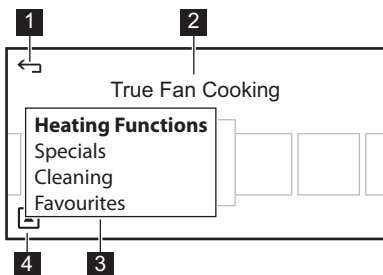 1
2
True Fan Cooking
Heating Functions
Specials
Cleaning
Favourites
4
3